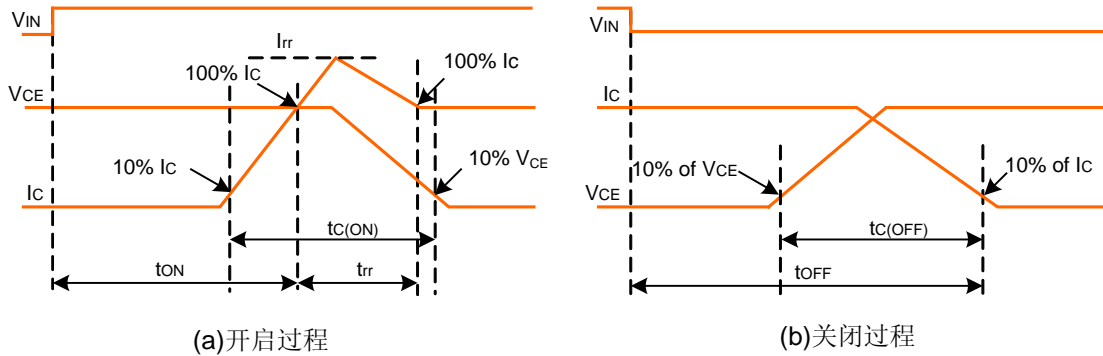 VIN
Irr
100% IC
100% IC
VCE
10% IC
10% VCE
IC
tC(ON)
tON
trr
(a)开启过程
VIN
IC
10% of VCE
10% of IC
VCE
tC(OFF)
tOFF
(b)关闭过程